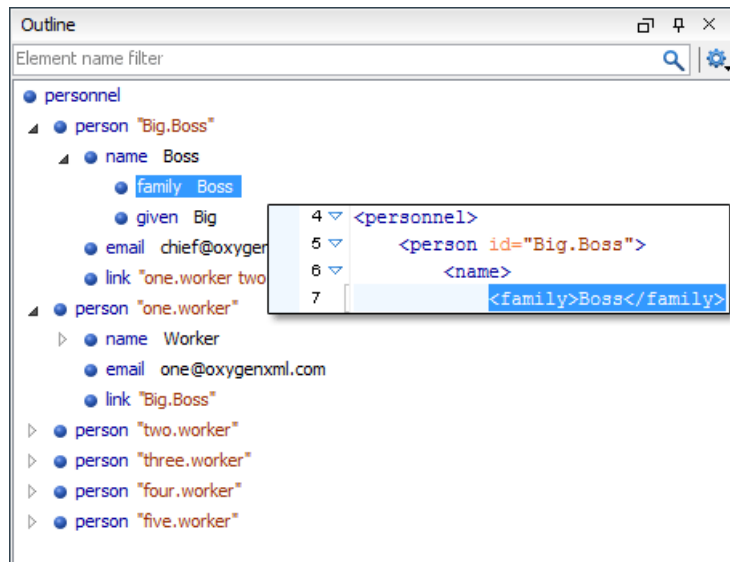 Outline
Element name filter
personnel
person "Big.Boss"
name Boss
family Boss
given Big
email chief@oxygen
link "one.worker two
person "one.worker"
name Worker
email one@oxygenxml.com
link "Big.Boss"
person "two.worker"
person "three.worker"
person "four.worker"
person "five.worker"
4 <personnel>
5 <person id="Big.Boss">
6 <name>
7 <family>Boss</family>